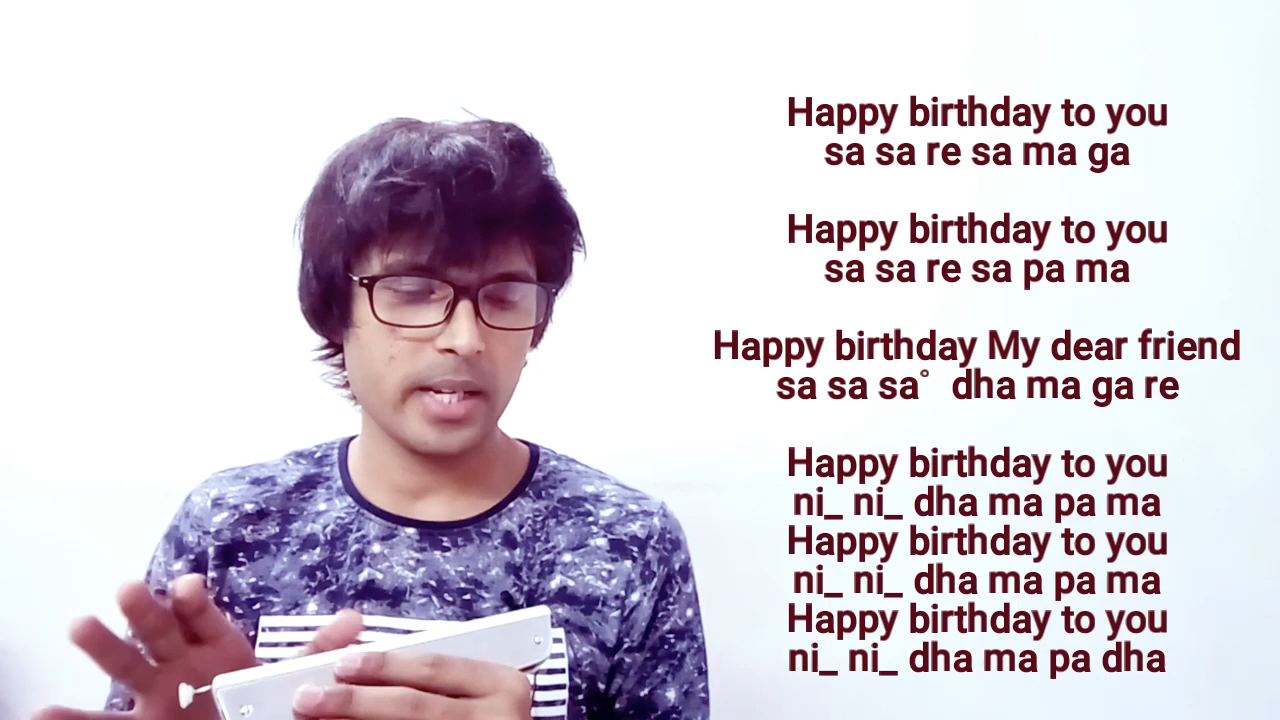 Happy birthday to you
sa sa re sa ma ga
Happy birthday to you
sa sa re sa pa ma
Happy birthday My dear friend
sa sa sa° dha ma ga re
Happy birthday to you
ni_ ni_ dha ma pa ma
Happy birthday to you
ni_ ni_ dha ma pa ma
Happy birthday to you
ni_ ni_ dha ma pa dha